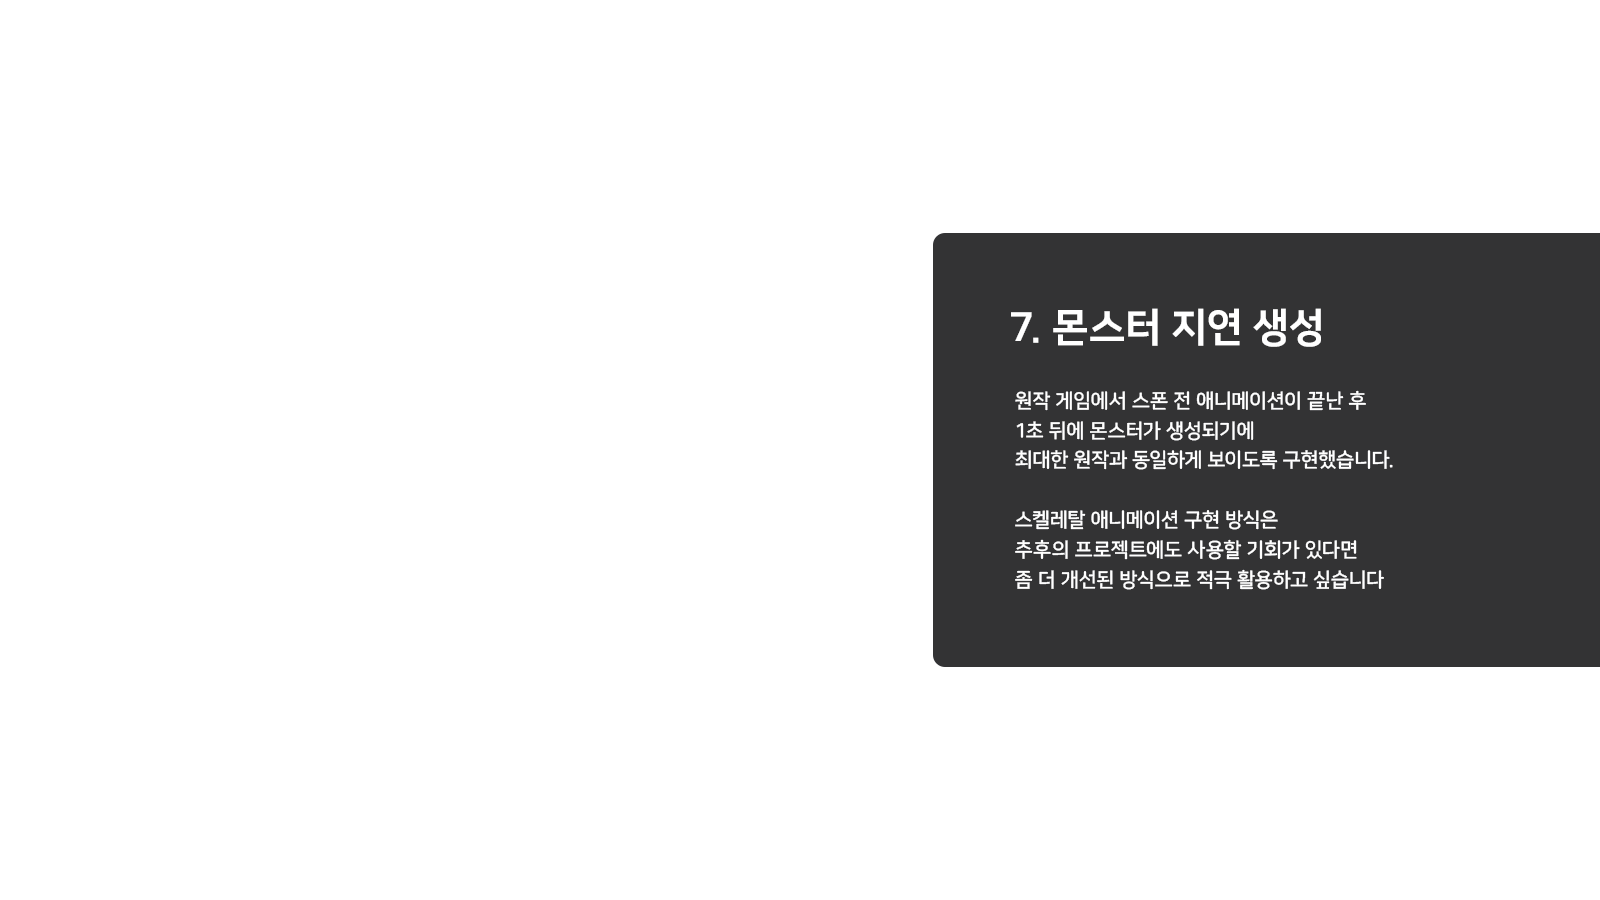 7. 몬스터 지연 생성
원작 게임에서 스폰 전 애니메이션이 끝난 후
1초 뒤에 몬스터가 생성되기에
최대한 원작과 동일하게 보이도록 구현했습니다.
스켈레탈 애니메이션 구현 방식은
추후의 프로젝트에도 사용할 기회가 있다면
좀 더 개선된 방식으로 적극 활용하고 싶습니다